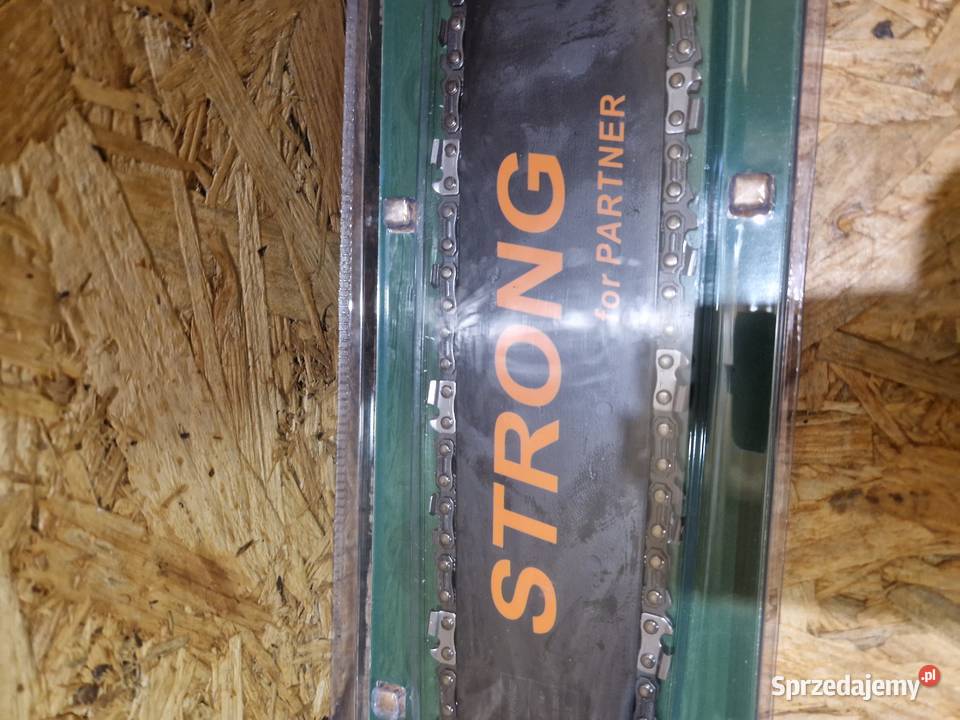 STRONG
for PARTNER
Sprzedajemy.pl